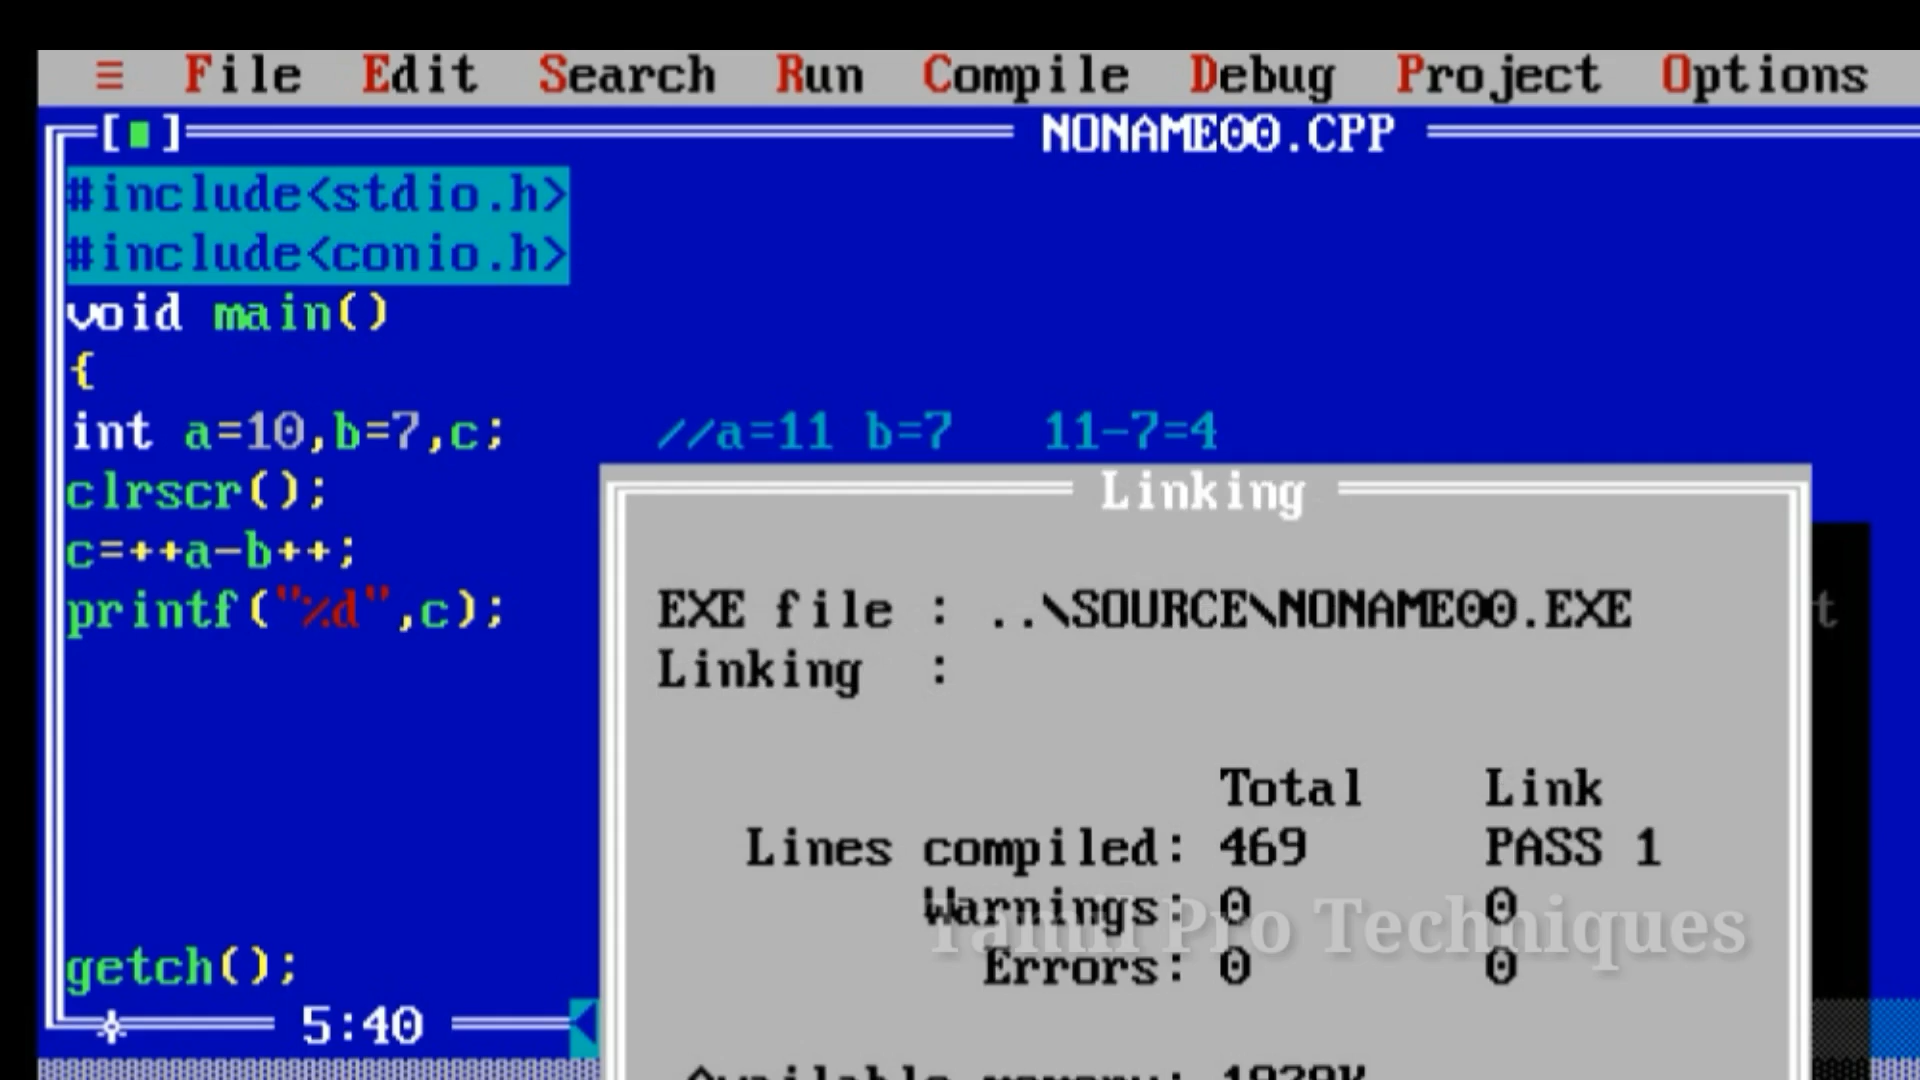 ≡ File Edit Search Run Compile Debug Project Options
[■] NONAME00.CPP
#include<stdio.h>
#include<conio.h>
void main()
{
int a=10,b=7,c; //a=11 b=7 11-7=4
clrscr();
c=++a-b++;
printf("%d",c);
getch();
5:40
Linking
EXE file : ..\SOURCE\NONAME00.EXE
Linking :
Total Link
Lines compiled: 469 PASS 1
Warnings: 0 0
Errors: 0 0
Tamil Pro Techniques
t